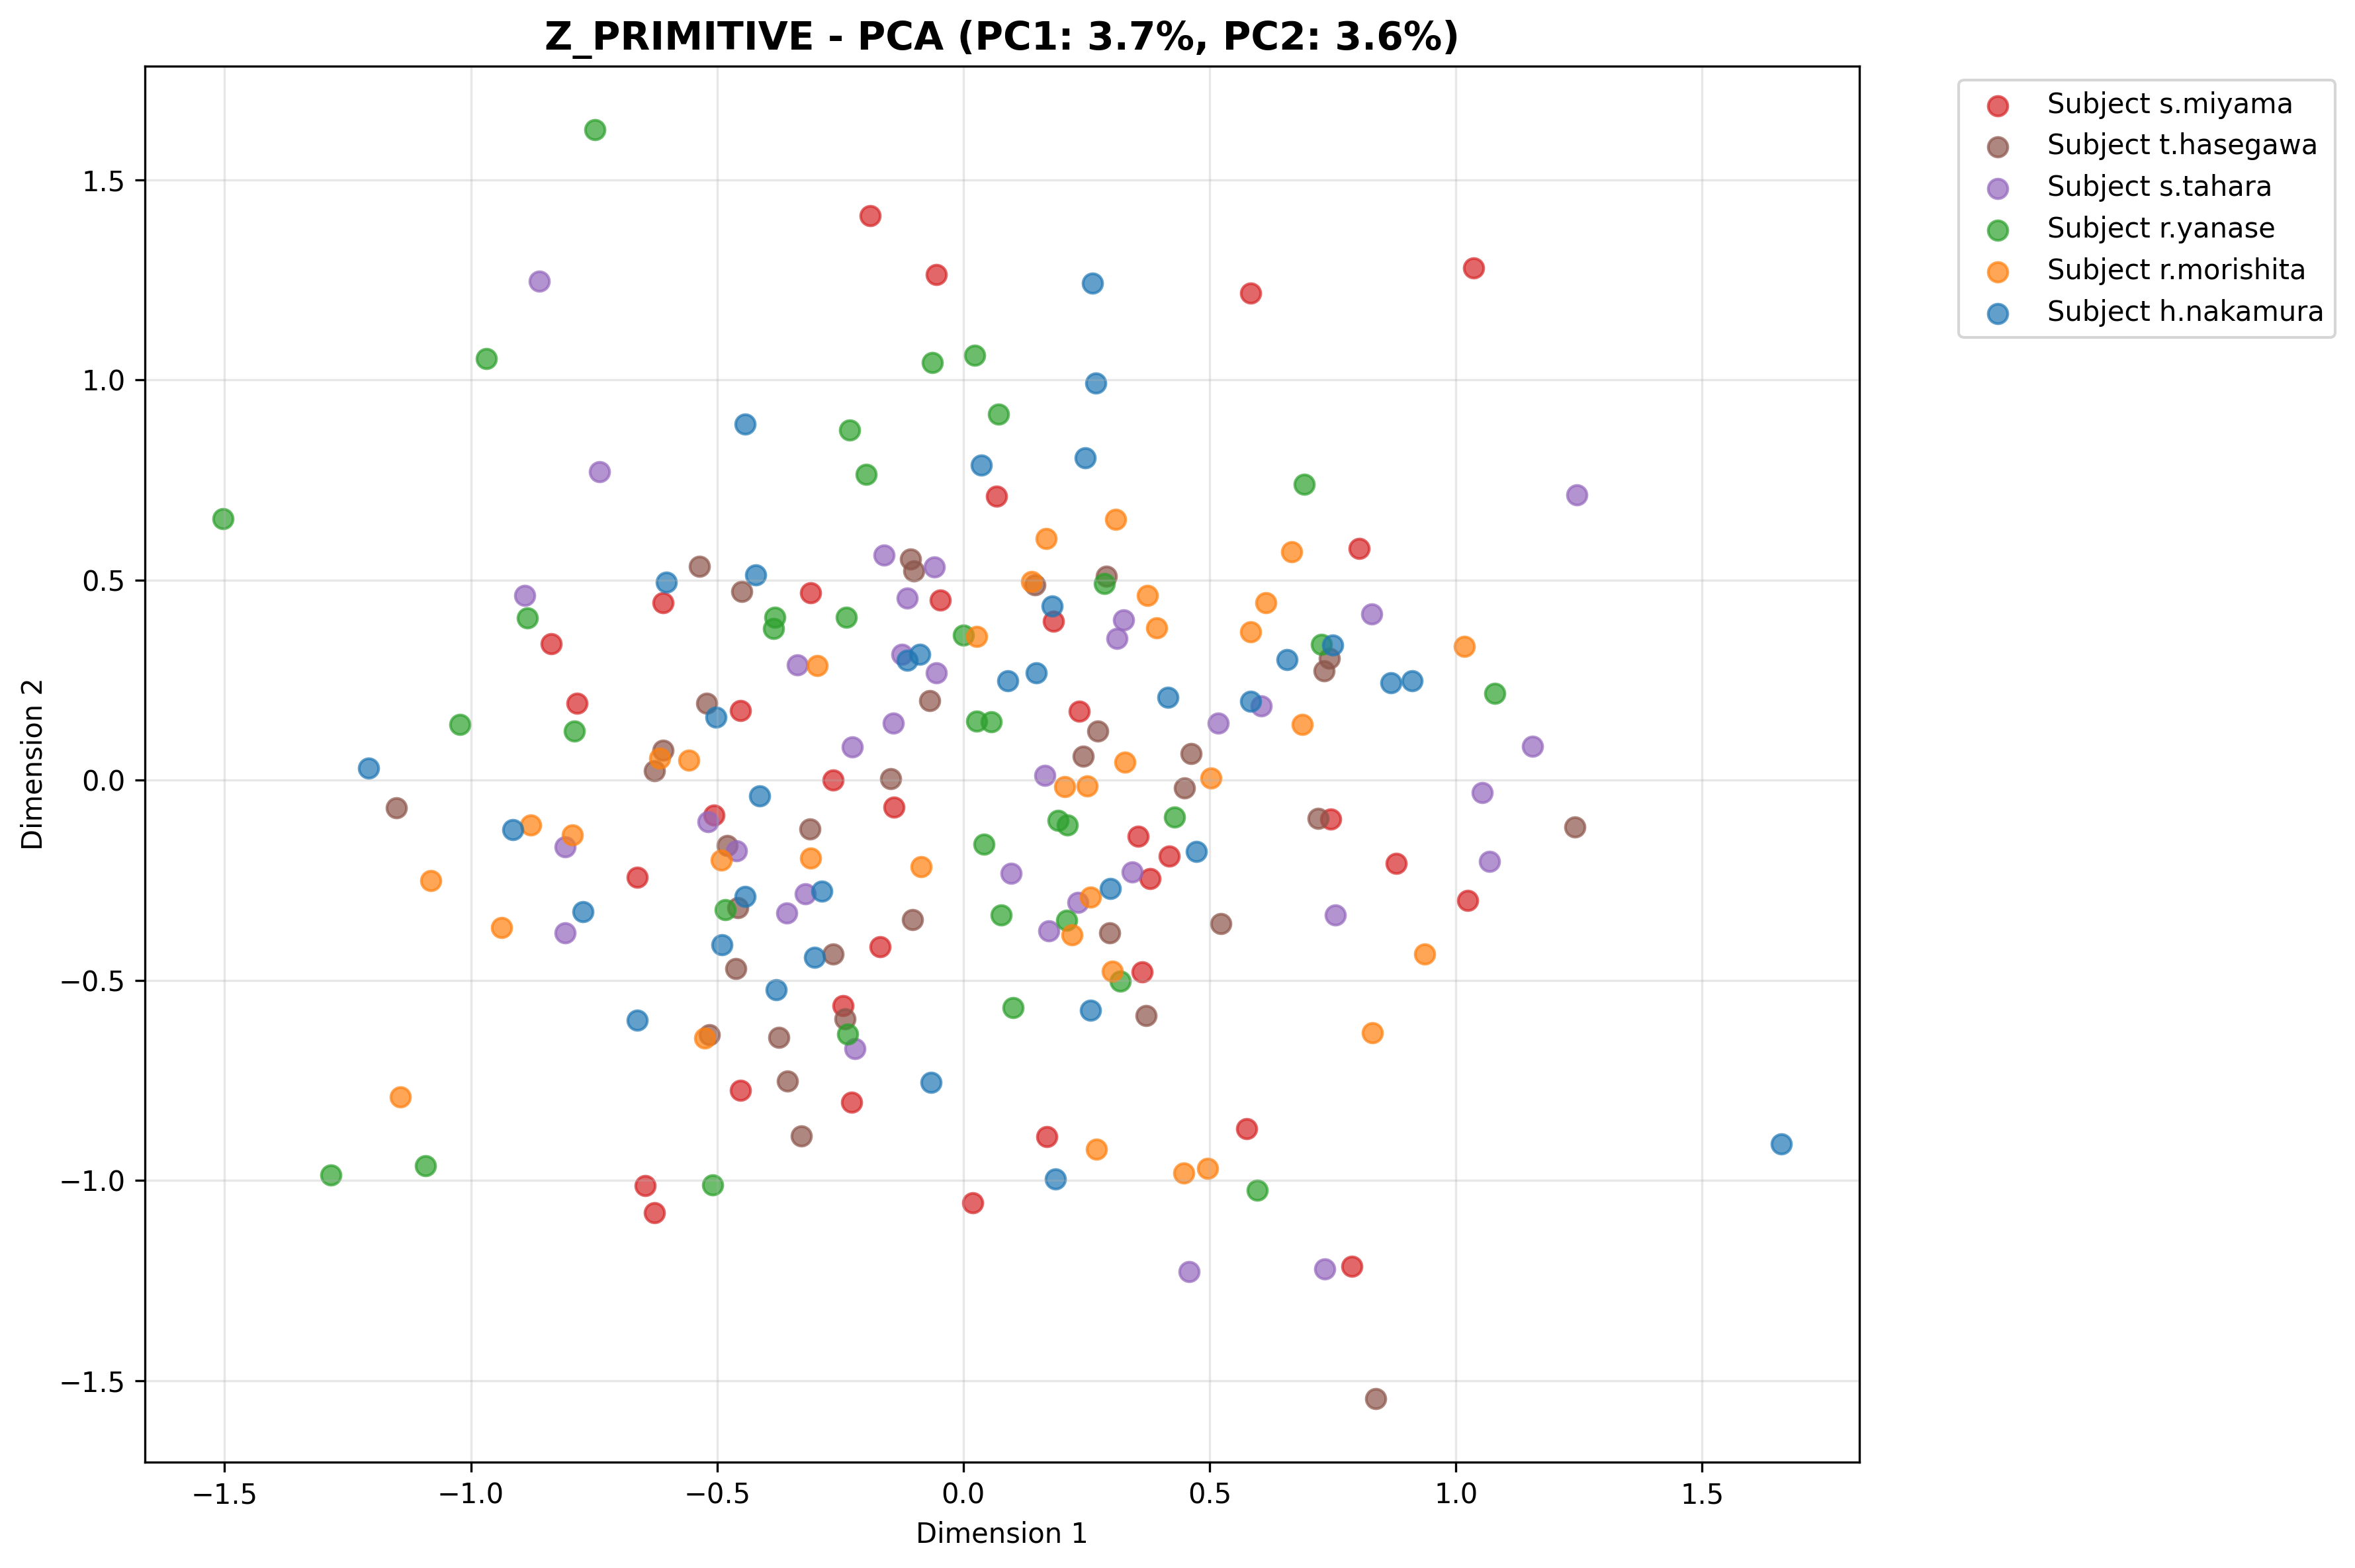 Z_PRIMITIVE - PCA (PC1: 3.7%, PC2: 3.6%)
Subject s.miyama
Subject t.hasegawa
Subject s.tahara
Subject r.yanase
Subject r.morishita
Subject h.nakamura
Dimension 2
1.5
1.0
0.5
0.0
−0.5
−1.0
−1.5
−1.5 −1.0 −0.5 0.0 0.5 1.0 1.5
Dimension 1